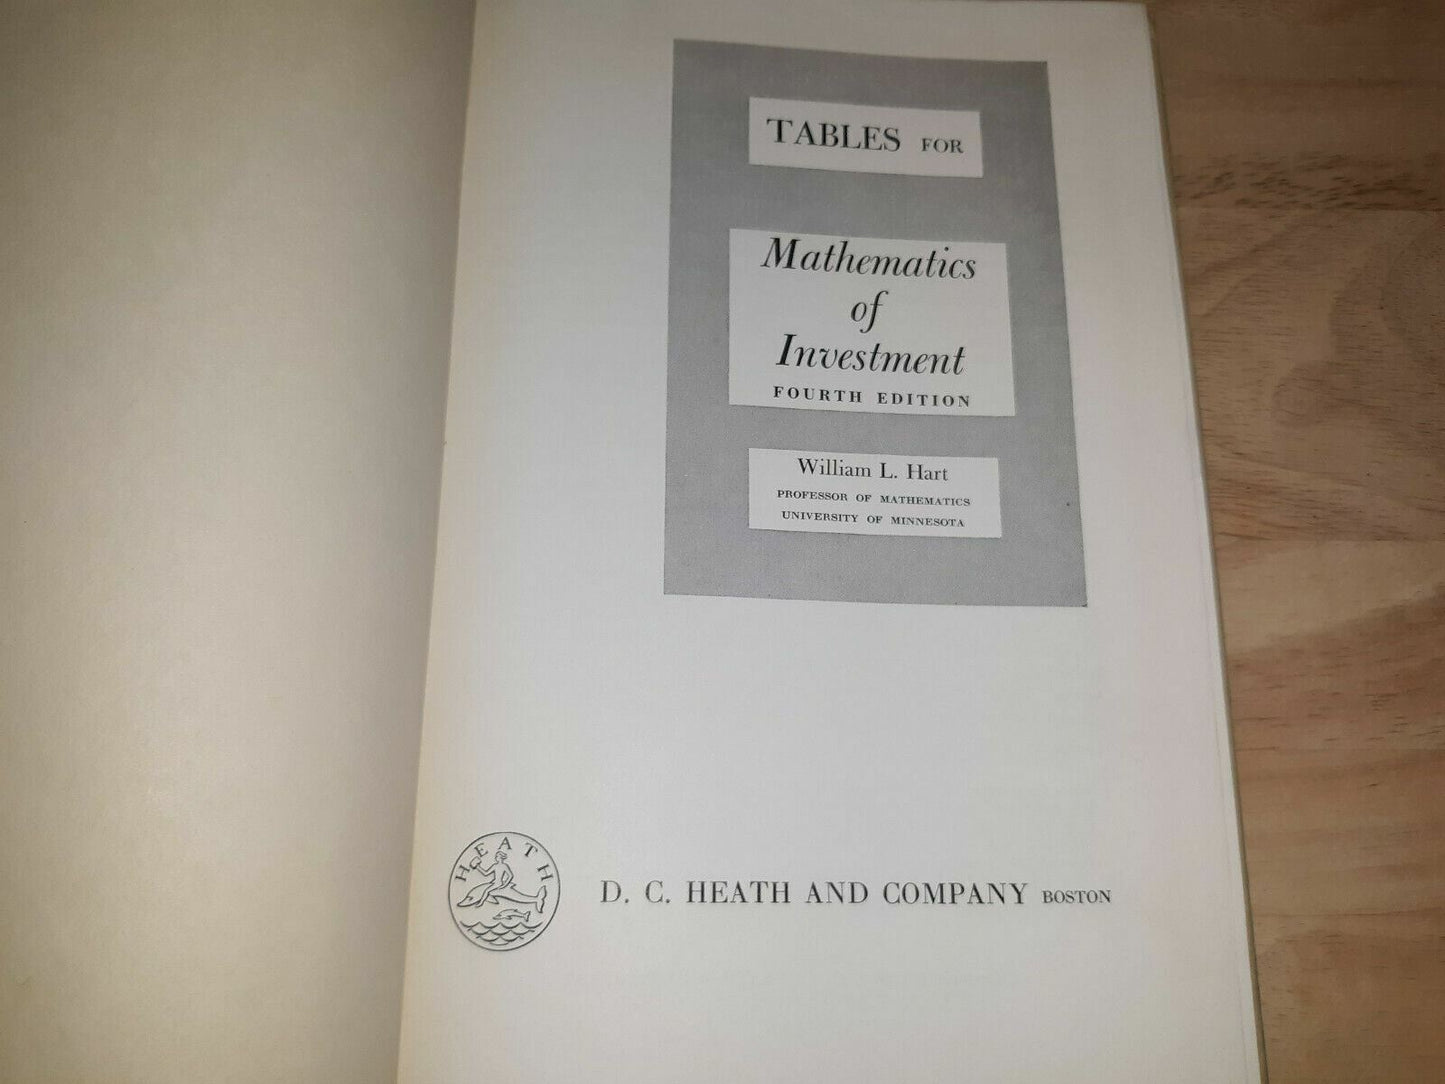 TABLES FOR
Mathematics
of
Investment
FOURTH EDITION
William L. Hart
PROFESSOR OF MATHEMATICS
UNIVERSITY OF MINNESOTA
HEATH
D. C. HEATH AND COMPANY BOSTON